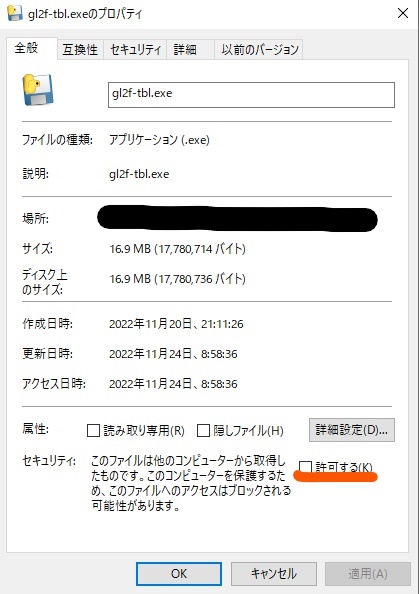 gl2f-tbl.exeのプロパティ
全般 互換性 セキュリティ 詳細 以前のバージョン
gl2f-tbl.exe
ファイルの種類: アプリケーション (.exe)
説明: gl2f-tbl.exe
場所:
サイズ: 16.9 MB (17,780,714 バイト)
ディスク上
のサイズ: 16.9 MB (17,780,736 バイト)
作成日時: 2022年11月20日、21:11:26
更新日時: 2022年11月24日、8:58:36
アクセス日時: 2022年11月24日、8:58:36
属性: 読み取り専用(R) 隠しファイル(H) 詳細設定(D)...
セキュリティ: このファイルは他のコンピューターから取得し
たものです。このコンピューターを保護するた
め、このファイルへのアクセスはブロックされる
可能性があります。
許可する(K)
OK キャンセル 適用(A)